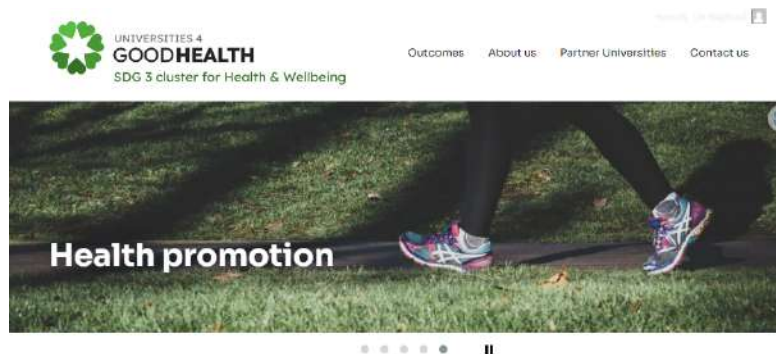 UNIVERSITIES 4
GOODHEALTH
SDG 3 cluster for Health & Wellbeing
Outcomes About us Partner Universities Contact us
Health promotion